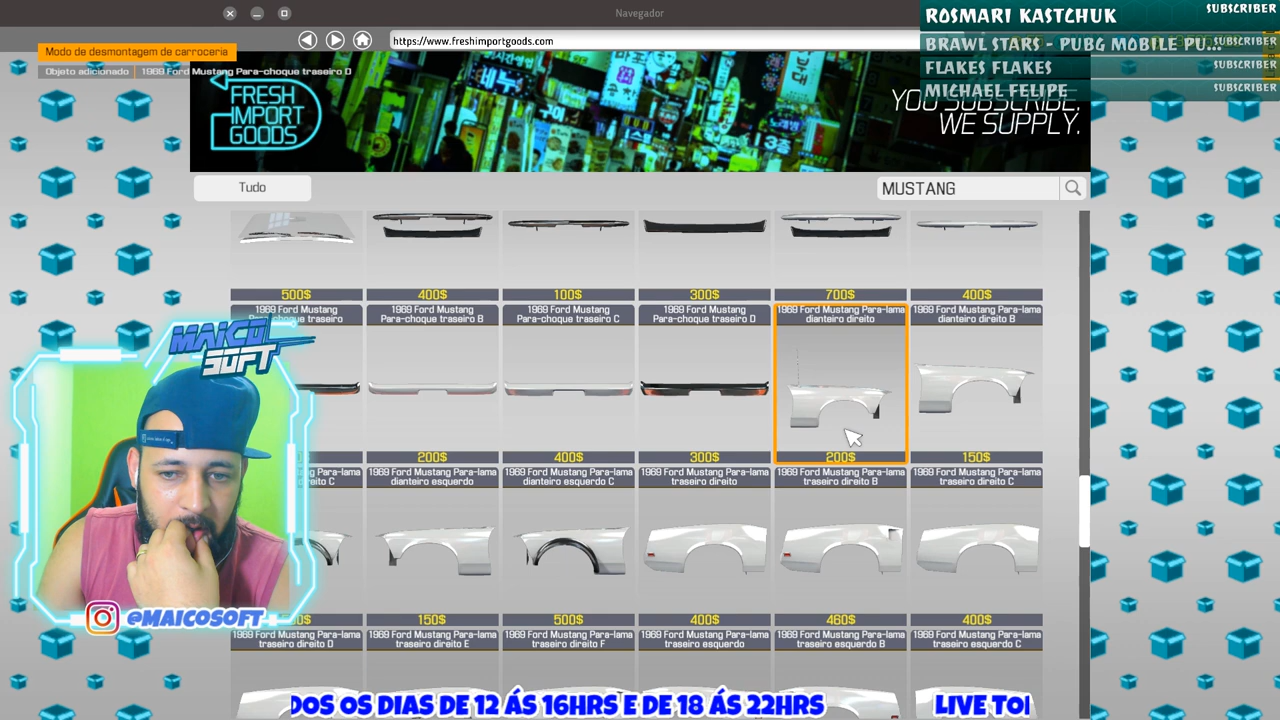 Navegador
https://www.freshimportgoods.com
Modo de desmontagem de carroceria
Objeto adicionado
1969 Ford Mustang Para-choque traseiro D
ROSMARI KASTCHUK SUBSCRIBER
BRAWL STARS - PUBG MOBILE PU... SUBSCRIBER
FLAKES FLAKES SUBSCRIBER
MICHAEL FELIPE SUBSCRIBER
FRESH
IMPORT
GOODS
YOU SUBSCRIBE,
WE SUPPLY.
Tudo
MUSTANG
500$ 400$ 100$ 300$ 700$ 400$
1969 Ford Mustang
Para-choque traseiro
1969 Ford Mustang
Para-choque traseiro B
1969 Ford Mustang
Para-choque traseiro C
1969 Ford Mustang
Para-choque traseiro D
1969 Ford Mustang Para-lama
dianteiro direito
1969 Ford Mustang Para-lama
dianteiro direito B
200$ 400$ 300$ 200$ 150$
Para-lama
C
1969 Ford Mustang Para-lama
dianteiro esquerdo
1969 Ford Mustang Para-lama
dianteiro esquerdo C
1969 Ford Mustang Para-lama
traseiro direito
1969 Ford Mustang Para-lama
traseiro direito B
1969 Ford Mustang Para-lama
traseiro direito C
150$ 500$ 400$ 460$ 400$
1969 Ford Mustang Para-lama
traseiro direito D
1969 Ford Mustang Para-lama
traseiro direito E
1969 Ford Mustang Para-lama
traseiro direito F
1969 Ford Mustang Para-lama
traseiro esquerdo
1969 Ford Mustang Para-lama
traseiro esquerdo B
1969 Ford Mustang Para-lama
traseiro esquerdo C
MAICO
SOFT
@MAICOSOFT
DOS OS DIAS DE 12 ÁS 16HRS E DE 18 ÁS 22HRS LIVE TO